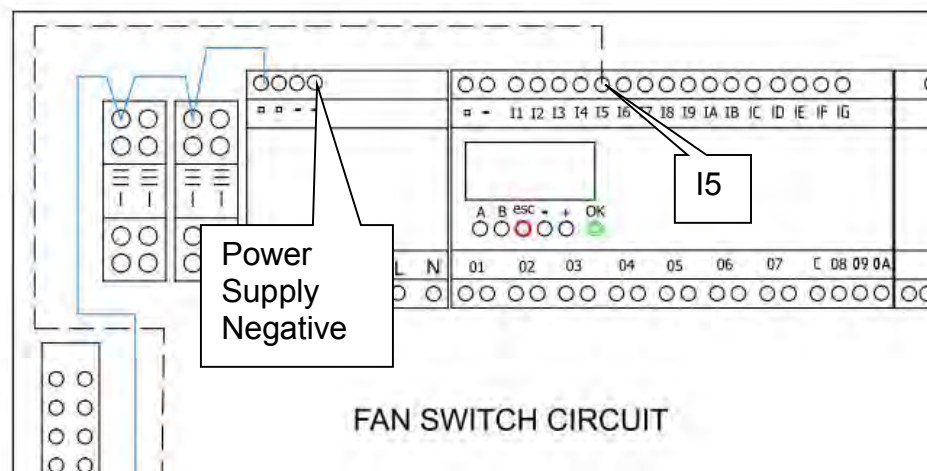 ¤ ¤ - -
¤ - I1 I2 I3 I4 I5 I6 I7 I8 I9 IA IB IC ID IE IF IG
I5
A B esc - + OK
Power
Supply
Negative
L N
01 02 03 04 05 06 07 C 08 09 0A
FAN SWITCH CIRCUIT